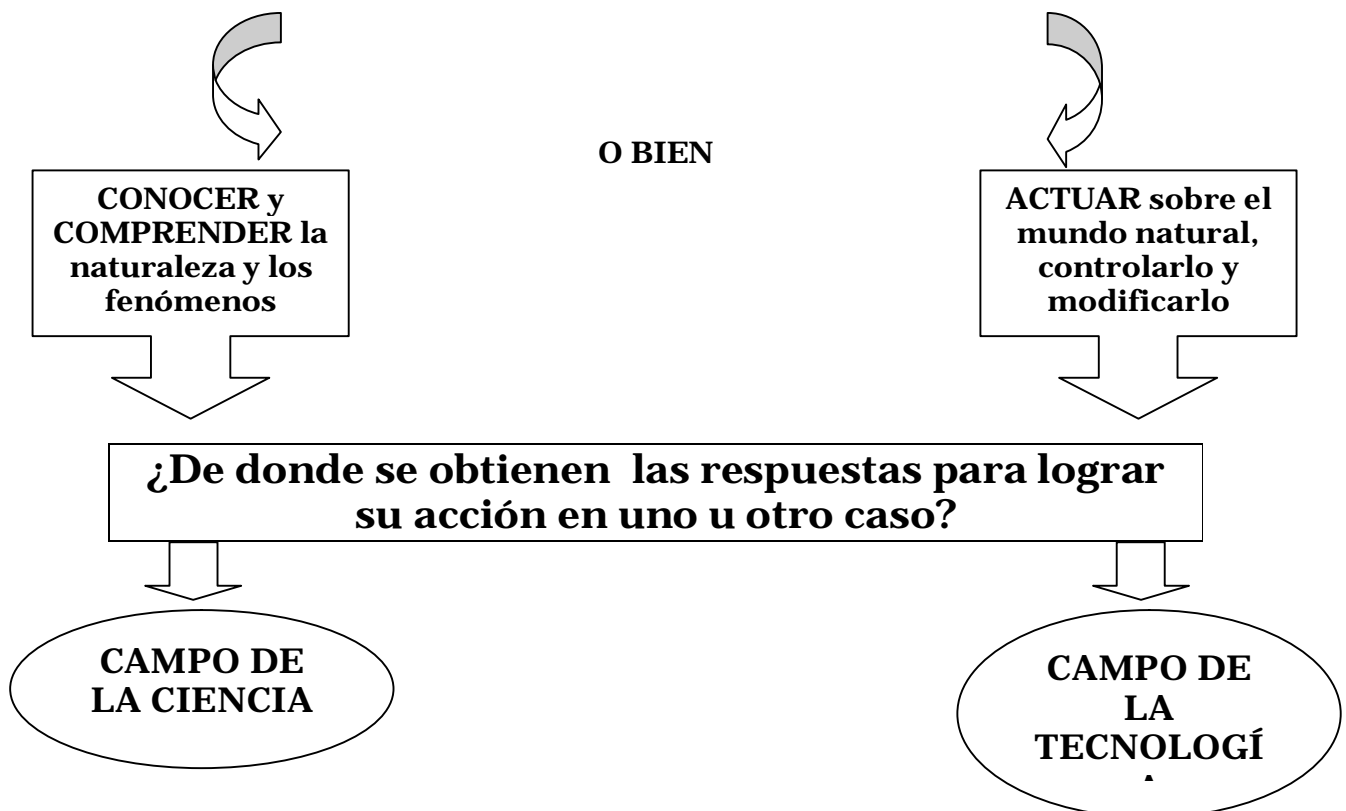 O BIEN
CONOCER y
COMPRENDER la
naturaleza y los
fenómenos
ACTUAR sobre el
mundo natural,
controlarlo y
modificarlo
¿De donde se obtienen las respuestas para lograr
su acción en uno u otro caso?
CAMPO DE
LA CIENCIA
CAMPO DE
LA
TECNOLOGÍ
A